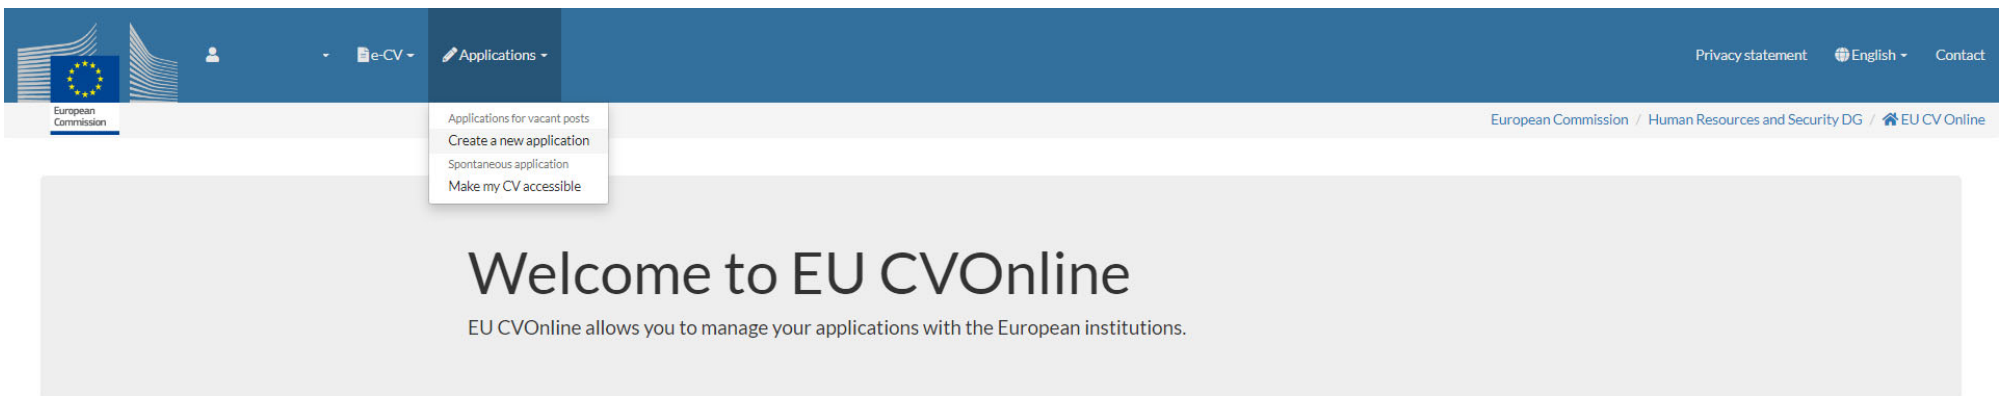 e-CV Applications Privacy statement English Contact
European
Commission
European Commission / Human Resources and Security DG / EU CV Online
Applications for vacant posts
Create a new application
Spontaneous application
Make my CV accessible
Welcome to EU CVOnline
EU CVOnline allows you to manage your applications with the European institutions.